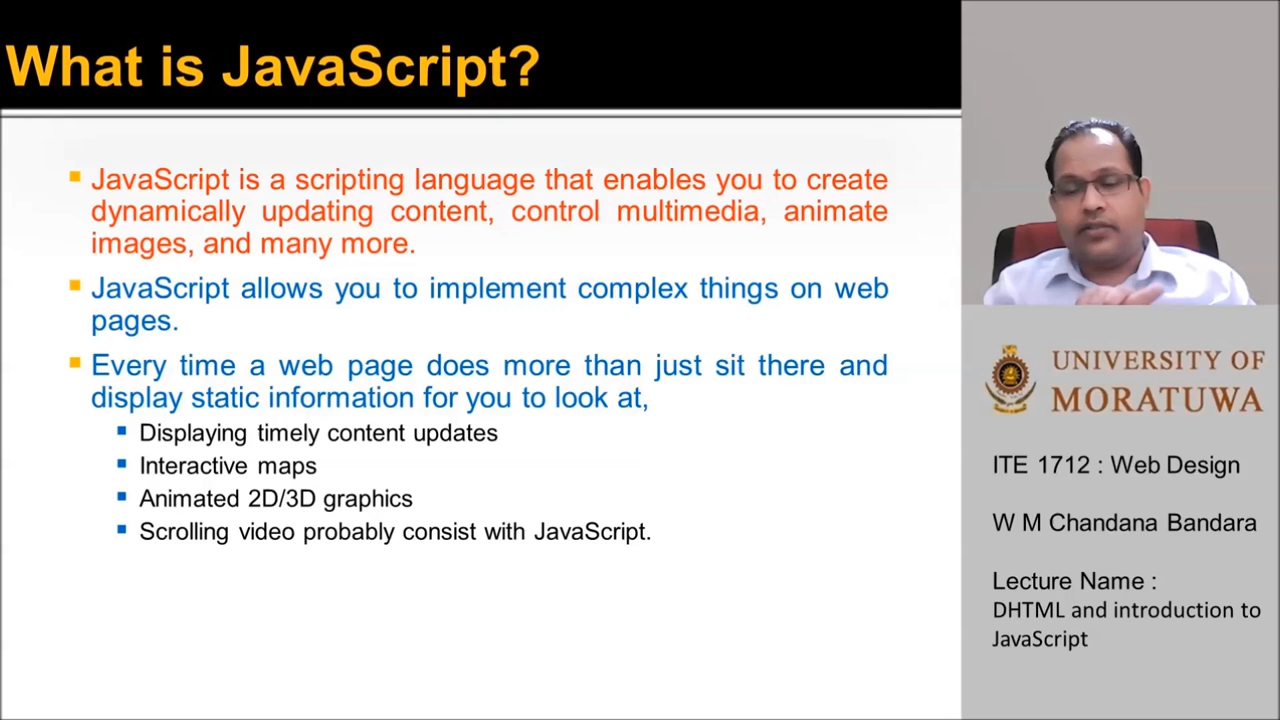 What is JavaScript?
JavaScript is a scripting language that enables you to create
dynamically updating content, control multimedia, animate
images, and many more.
JavaScript allows you to implement complex things on web
pages.
Every time a web page does more than just sit there and
display static information for you to look at,
Displaying timely content updates
Interactive maps
Animated 2D/3D graphics
Scrolling video probably consist with JavaScript.
UNIVERSITY OF
MORATUWA
ITE 1712 : Web Design
W M Chandana Bandara
Lecture Name :
DHTML and introduction to
JavaScript